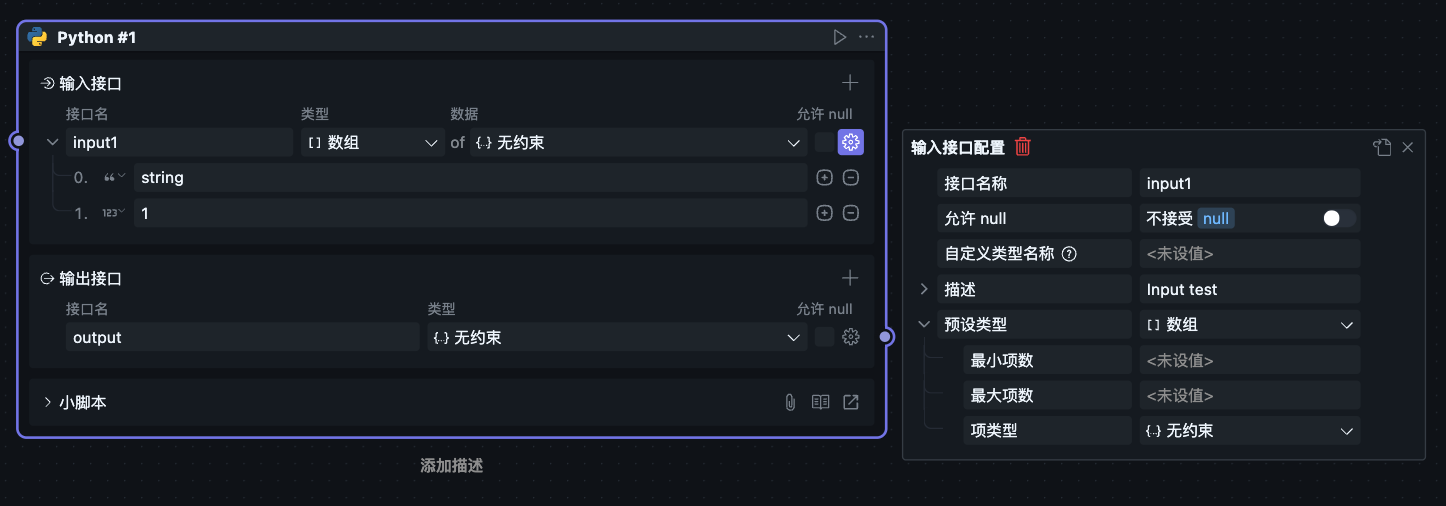 Python #1
输入接口
接口名 类型 数据 允许 null
input1 [] 数组 of {..} 无约束
0. string
1. 123 1
输出接口
接口名 类型 允许 null
output {..} 无约束
小脚本
添加描述
输入接口配置
接口名称 input1
允许 null 不接受 null
自定义类型名称 ? <未设值>
描述 Input test
预设类型 [] 数组
最小项数 <未设值>
最大项数 <未设值>
项类型 {..} 无约束